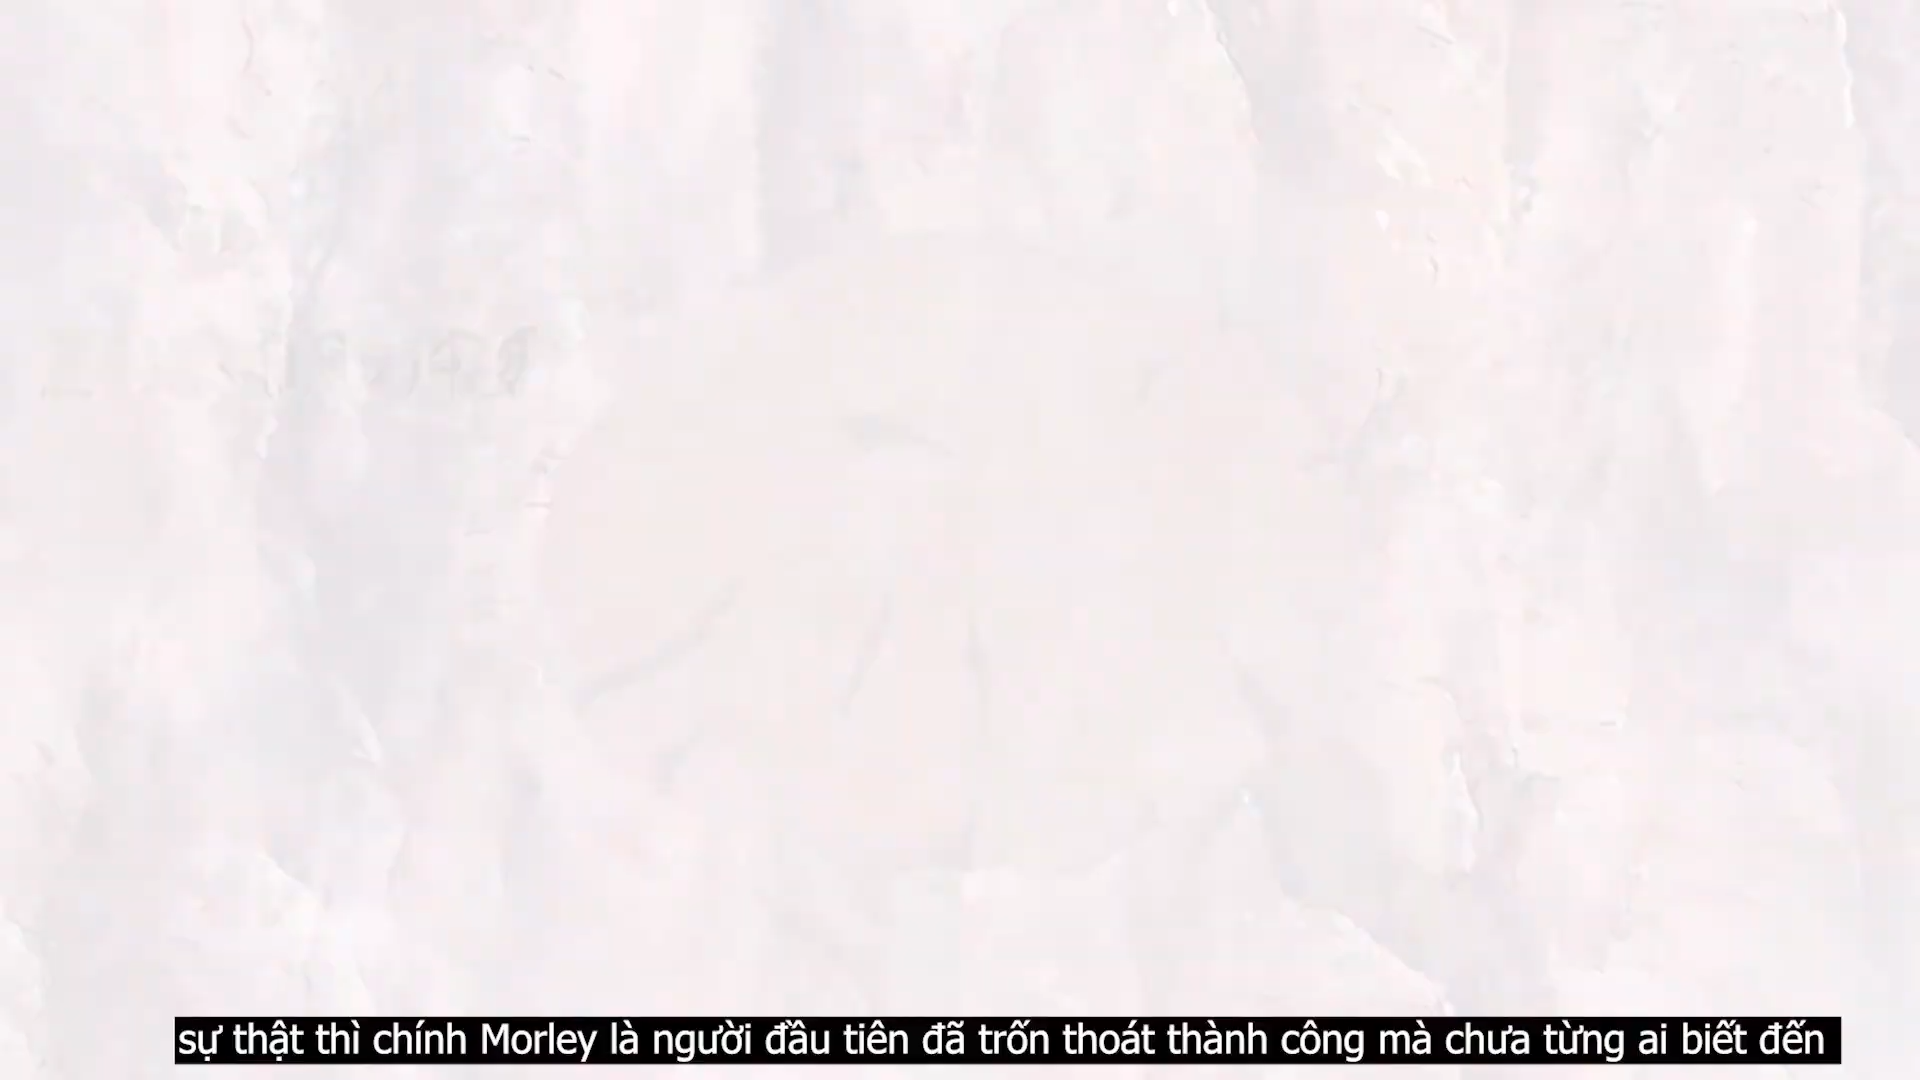 sự thật thì chính Morley là người đầu tiên đã trốn thoát thành công mà chưa từng ai biết đến